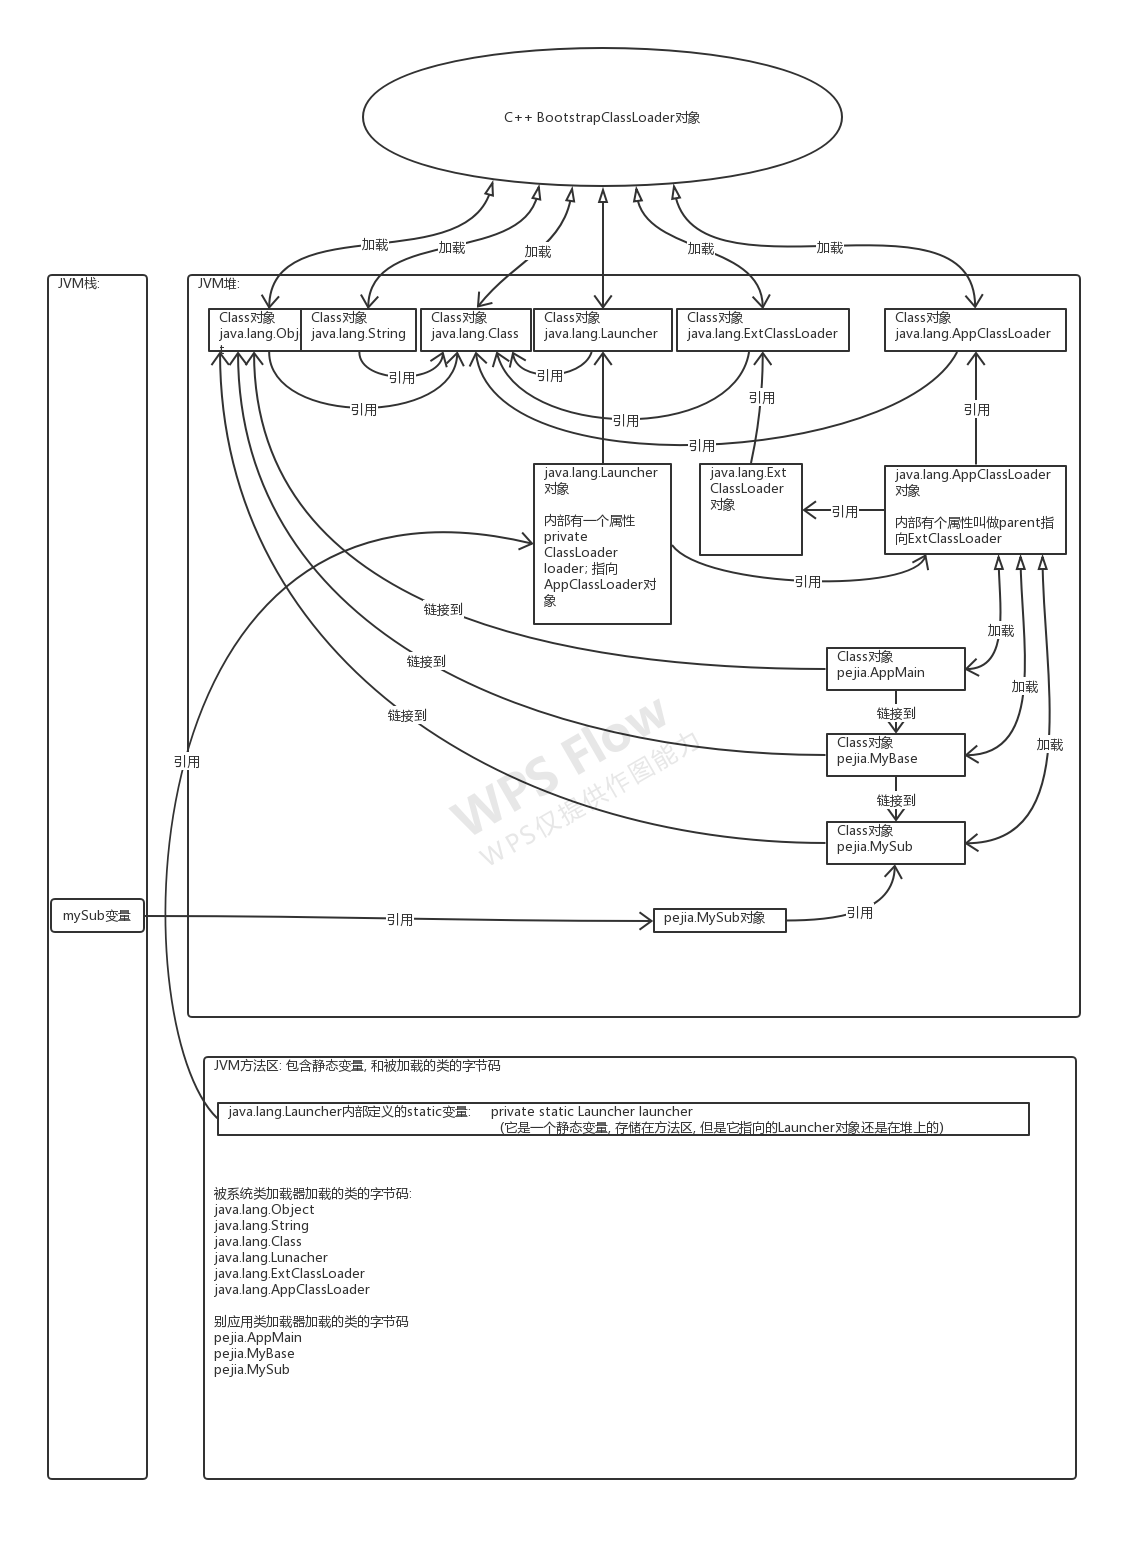 C++ BootstrapClassLoader对象
加载
加载
加载
加载
加载
JVM栈:
JVM堆:
Class对象
java.lang.Obj
t
Class对象
java.lang.String
Class对象
java.lang.Class
Class对象
java.lang.Launcher
Class对象
java.lang.ExtClassLoader
Class对象
java.lang.AppClassLoader
引用
引用
引用
引用
引用
引用
引用
java.lang.Launcher
对象
内部有一个属性
private
ClassLoader
loader; 指向
AppClassLoader对
象
java.lang.Ext
ClassLoader
对象
引用
java.lang.AppClassLoader
对象
内部有个属性叫做parent指
向ExtClassLoader
引用
链接到
加载
Class对象
pejia.AppMain
链接到
加载
链接到
链接到
Class对象
pejia.MyBase
加载
引用
链接到
Class对象
pejia.MySub
WPS Flow
WPS仅提供作图能力
mySub变量
引用
pejia.MySub对象
引用
JVM方法区: 包含静态变量, 和被加载的类的字节码
java.lang.Launcher内部定义的static变量: private static Launcher launcher
(它是一个静态变量, 存储在方法区, 但是它指向的Launcher对象还是在堆上的)
被系统类加载器加载的类的字节码:
java.lang.Object
java.lang.String
java.lang.Class
java.lang.Lunacher
java.lang.ExtClassLoader
java.lang.AppClassLoader
别应用类加载器加载的类的字节码
pejia.AppMain
pejia.MyBase
pejia.MySub